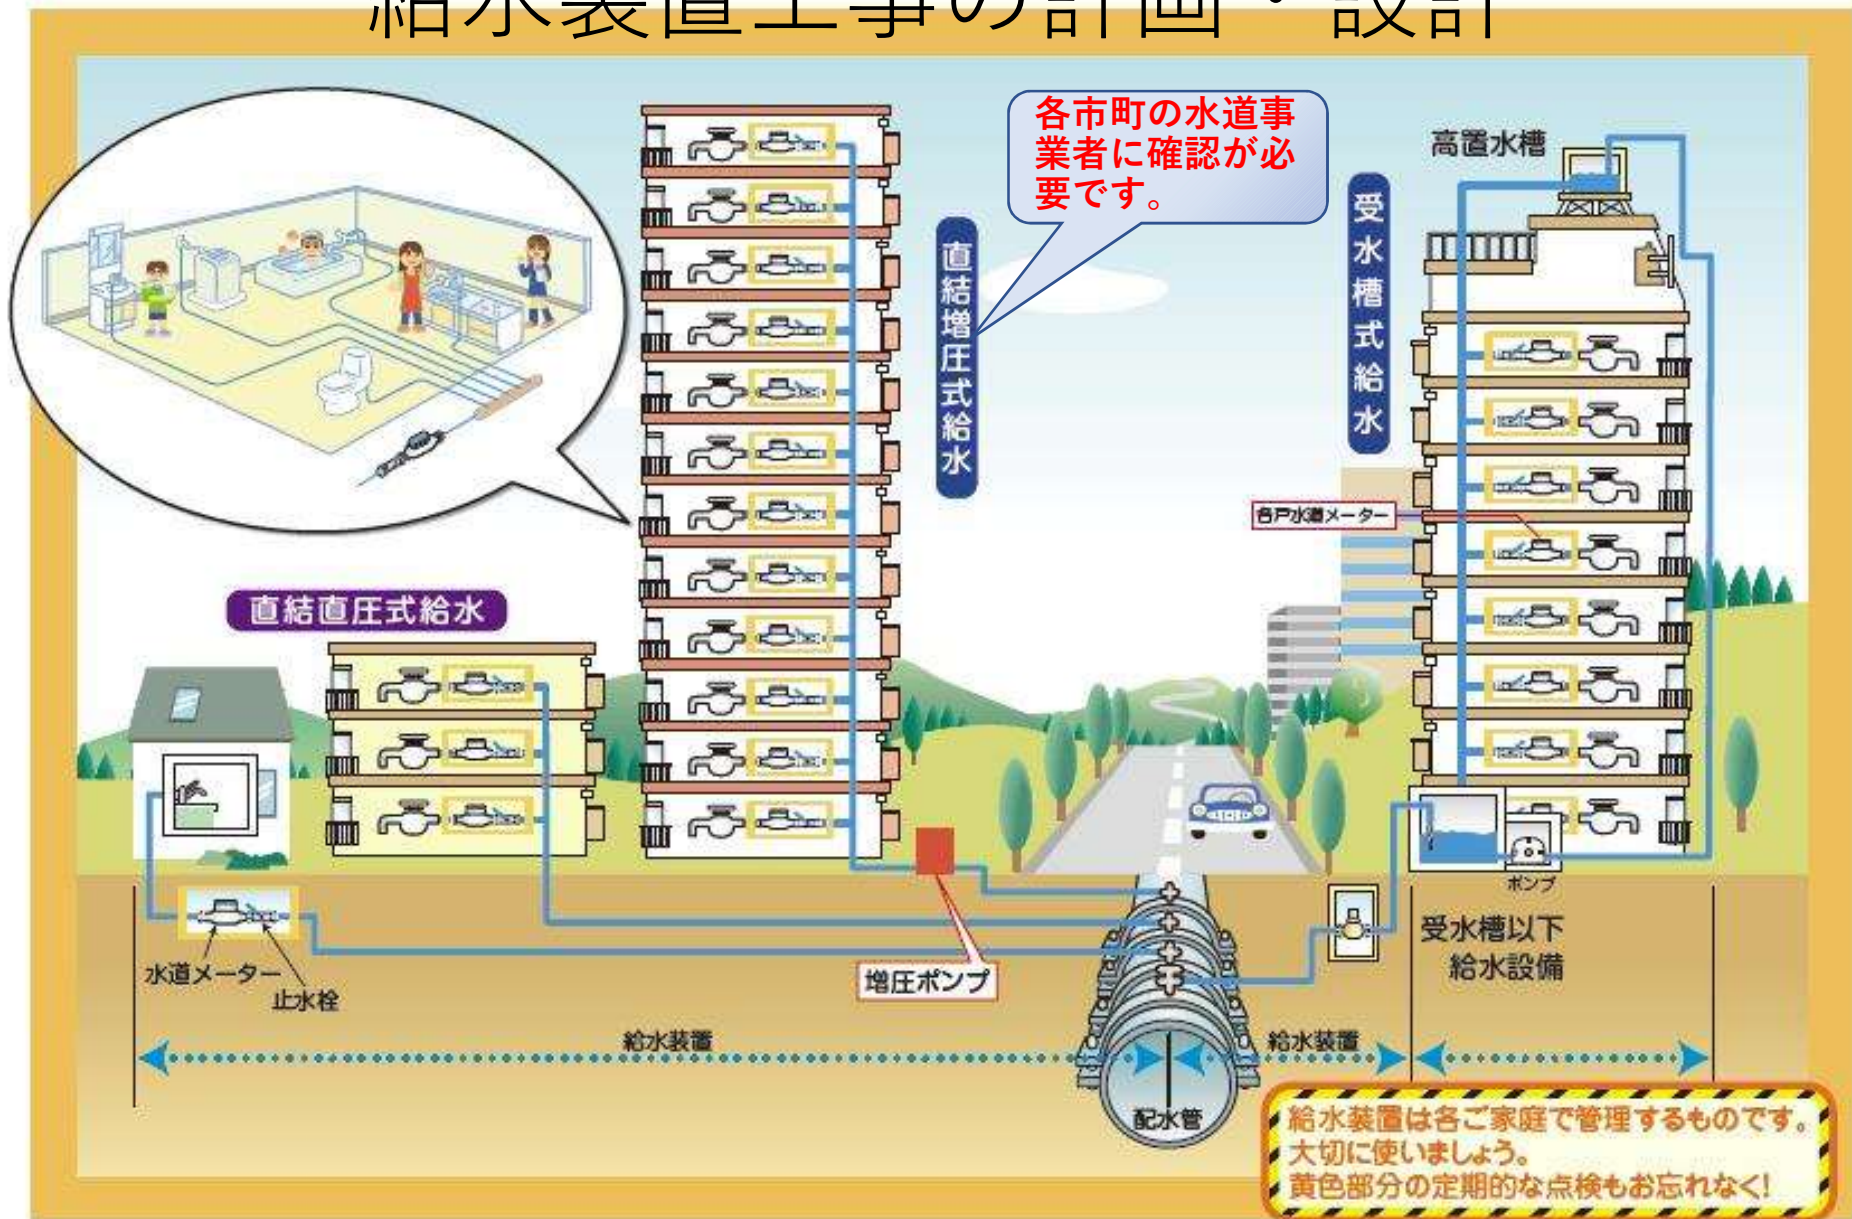 給水装置工事の計画・設計
各市町の水道事
業者に確認が必
要です。
高置水槽
受水槽式給水
直結増圧式給水
各戸水道メーター
直結直圧式給水
ポンプ
受水槽以下
給水設備
水道メーター
止水栓
増圧ポンプ
給水装置
給水装置
配水管
給水装置は各ご家庭で管理するものです。
大切に使いましょう。
黄色部分の定期的な点検もお忘れなく!